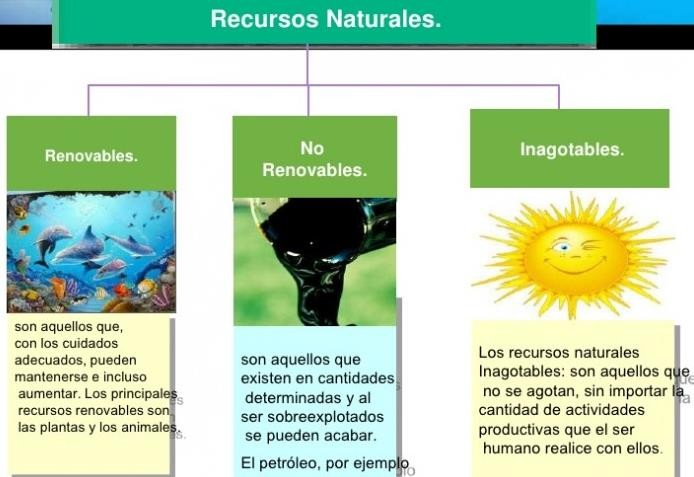 Recursos Naturales.
Renovables.
son aquellos que,
con los cuidados
adecuados, pueden
mantenerse e incluso
aumentar. Los principales
recursos renovables son
las plantas y los animales.
No
Renovables.
son aquellos que
existen en cantidades
determinadas y al
ser sobreexplotados
se pueden acabar.
El petróleo, por ejemplo
Inagotables.
Los recursos naturales
Inagotables: son aquellos que
no se agotan, sin importar la
cantidad de actividades
productivas que el ser
humano realice con ellos.